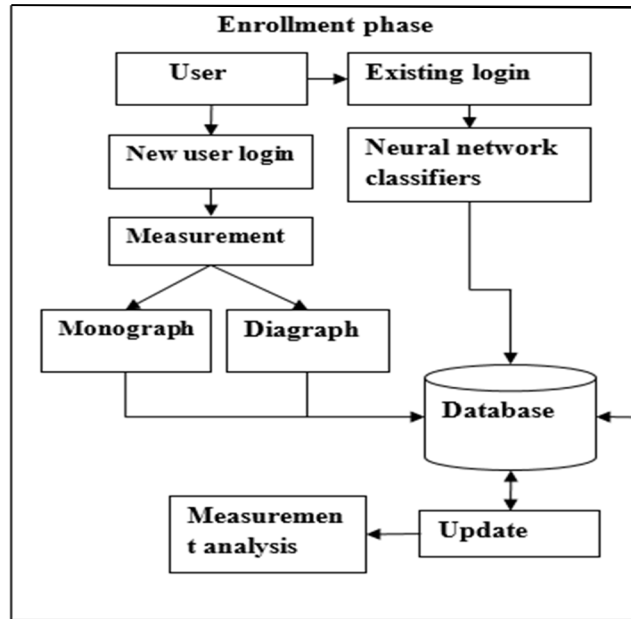 Enrollment phase
User
Existing login
New user login
Neural network
classifiers
Measurement
Monograph
Diagraph
Database
Measuremen
t analysis
Update